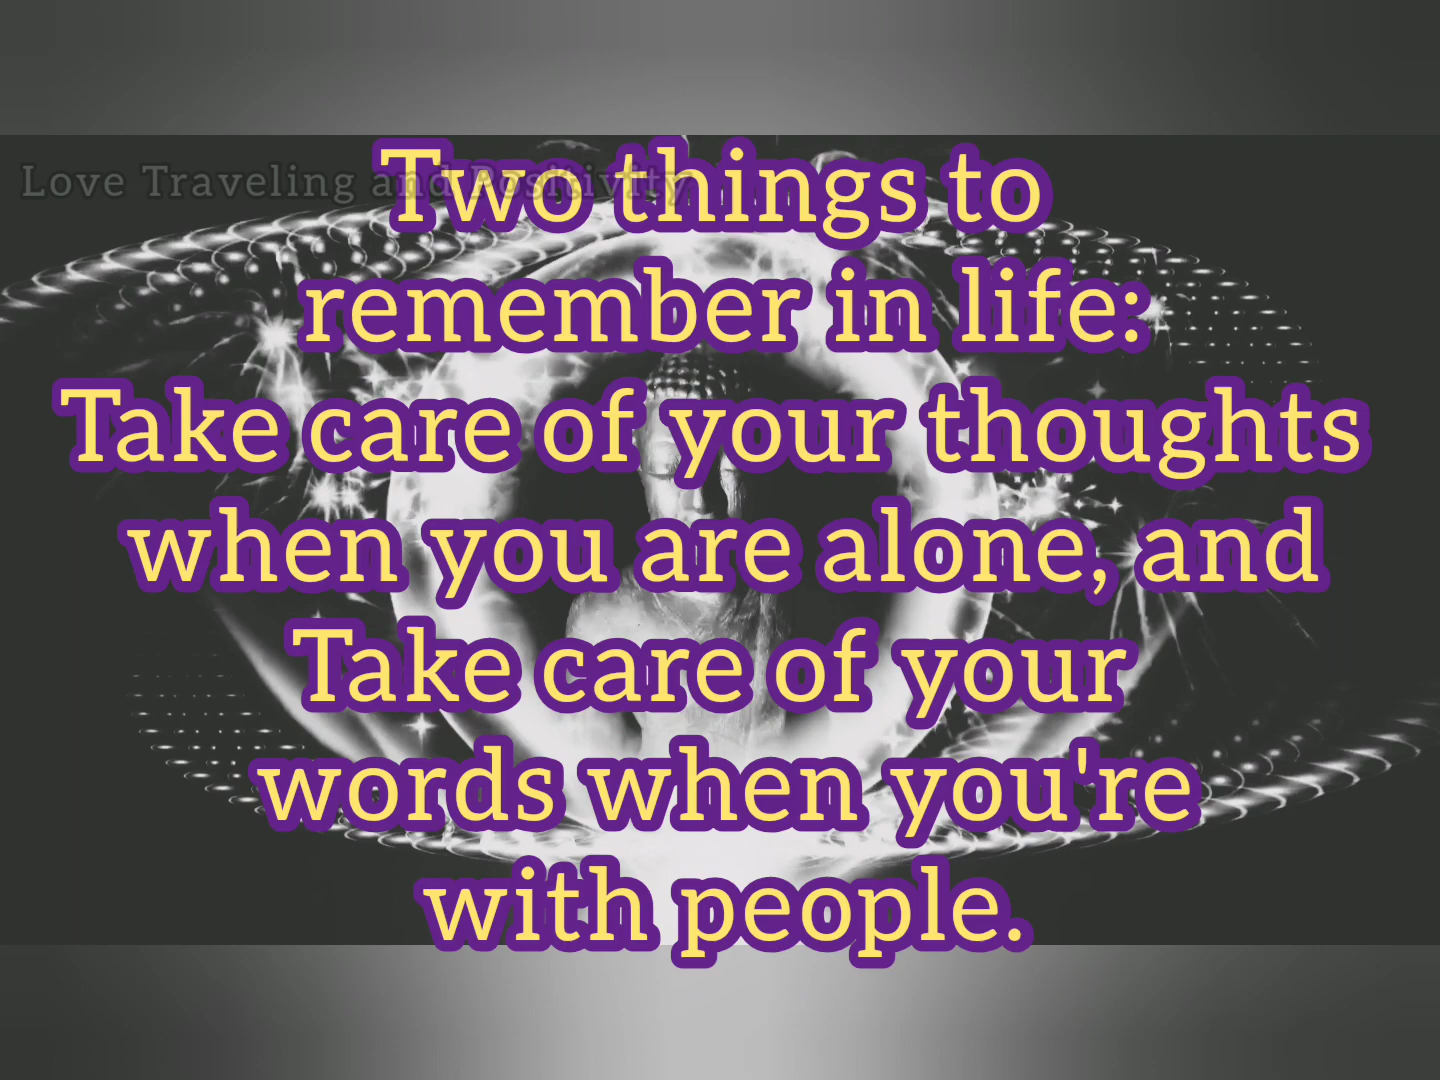 Love Traveling and Positivity
Two things to
remember in life:
Take care of your thoughts
when you are alone, and
Take care of your
words when you're
with people.